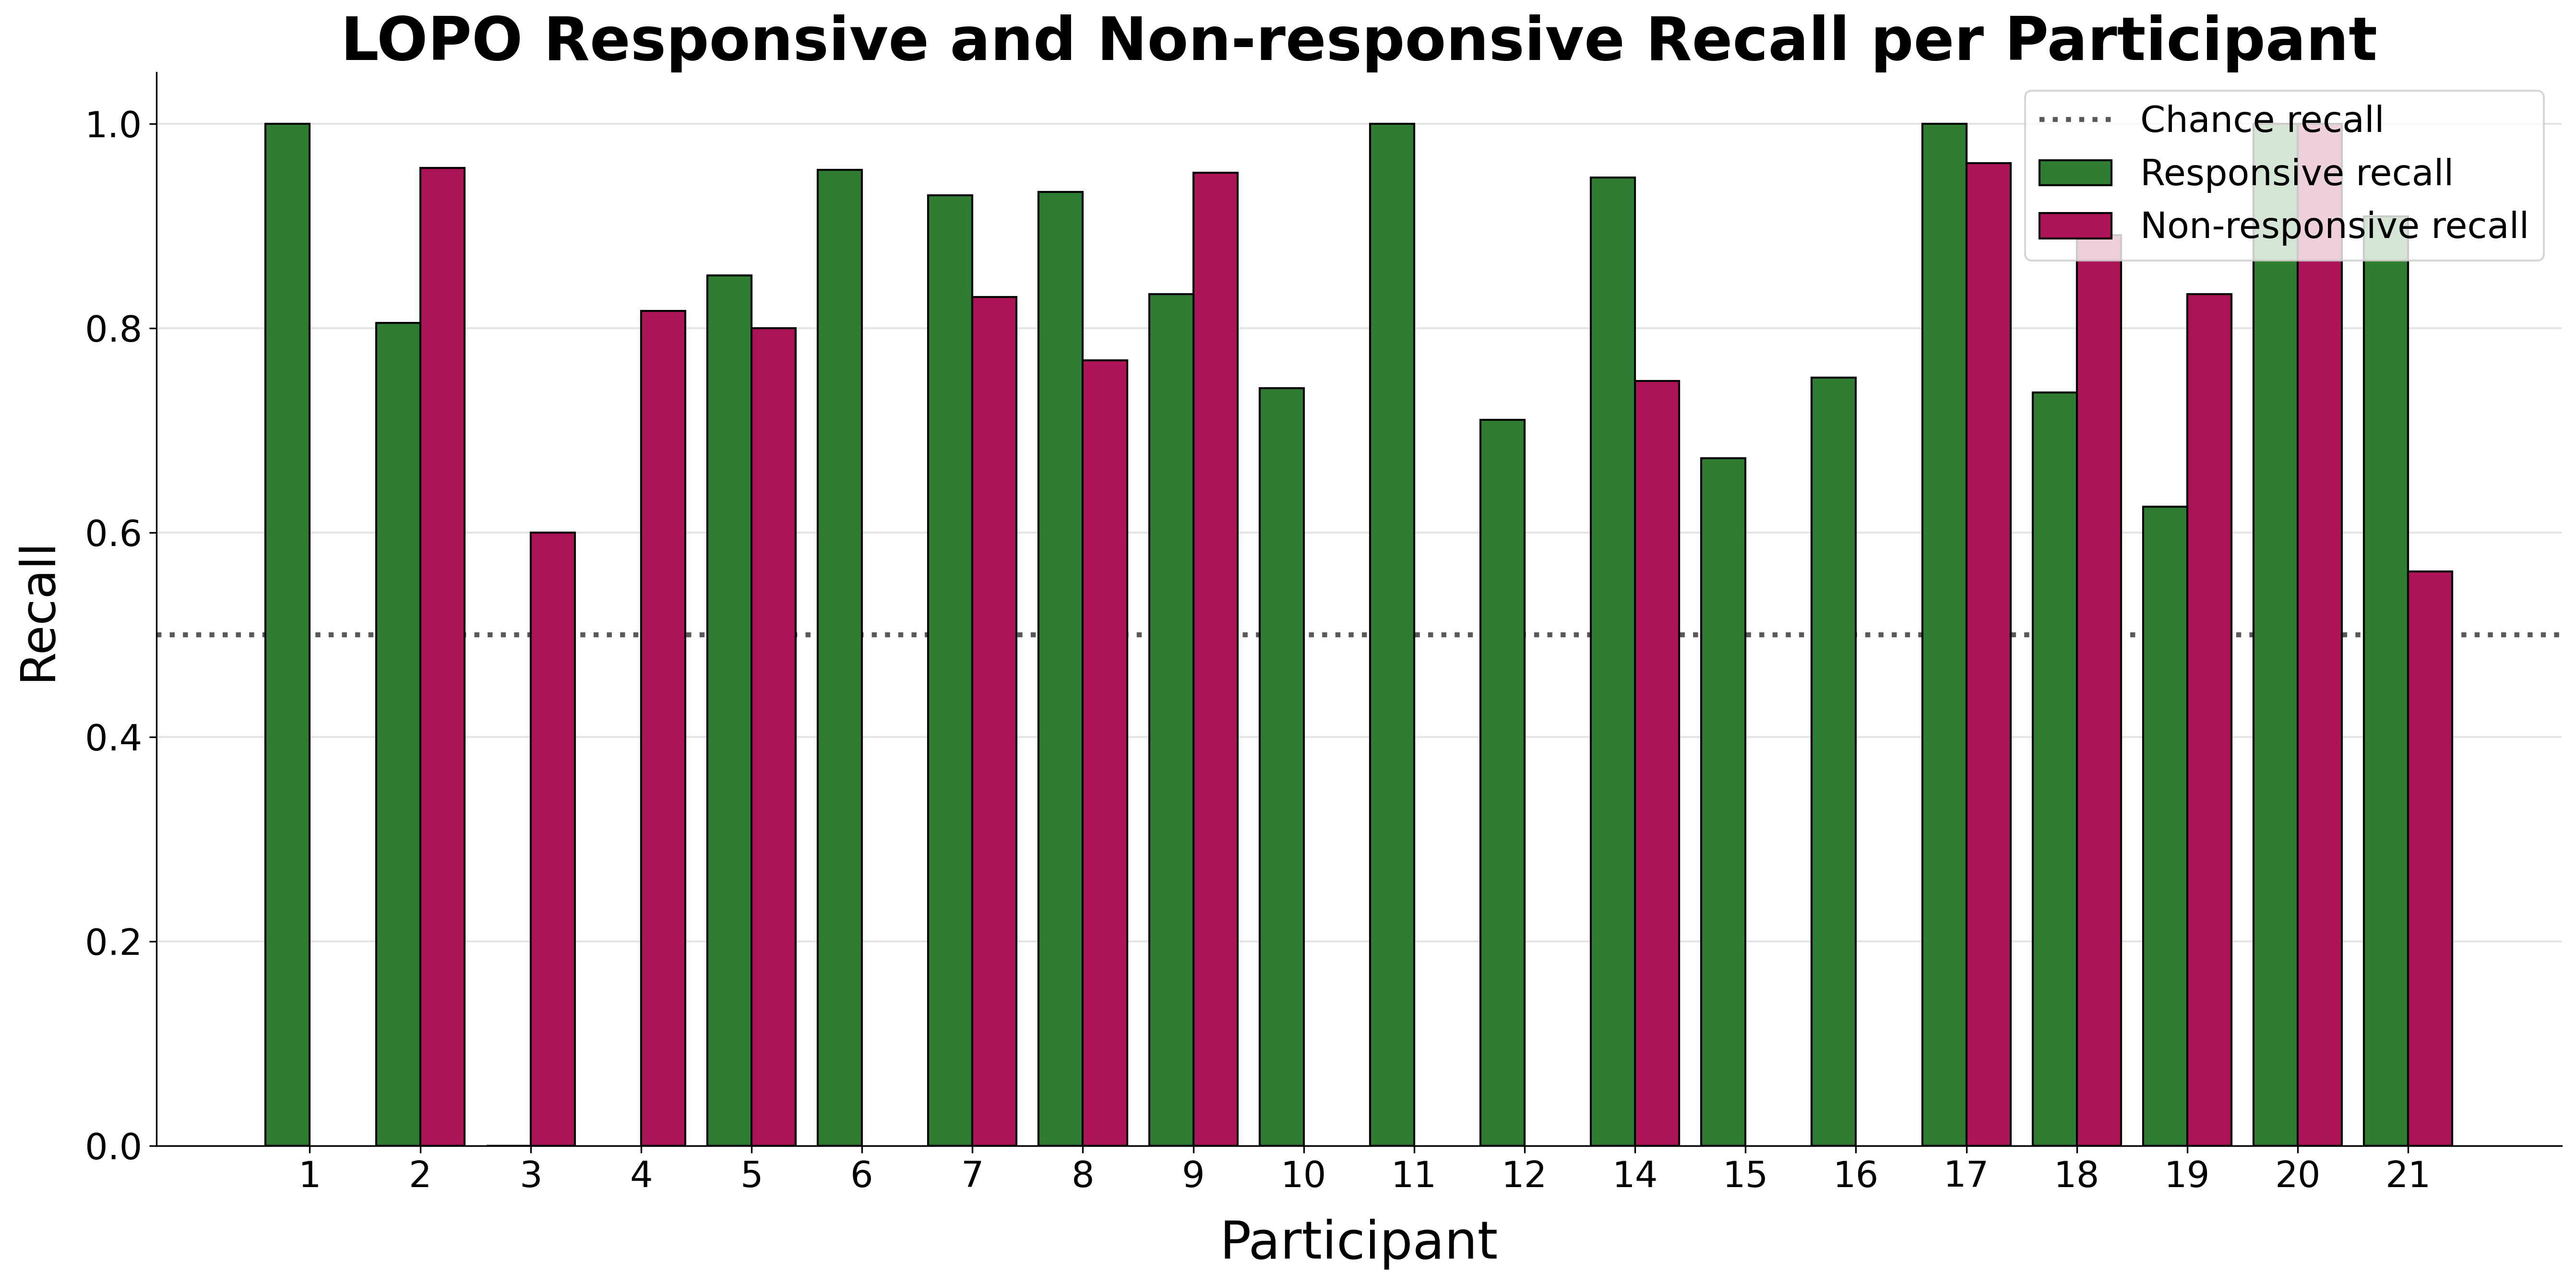 LOPO Responsive and Non-responsive Recall per Participant
Chance recall
Responsive recall
Non-responsive recall
1.0
0.8
0.6
0.4
0.2
0.0
Recall
1 2 3 4 5 6 7 8 9 10 11 12 14 15 16 17 18 19 20 21
Participant